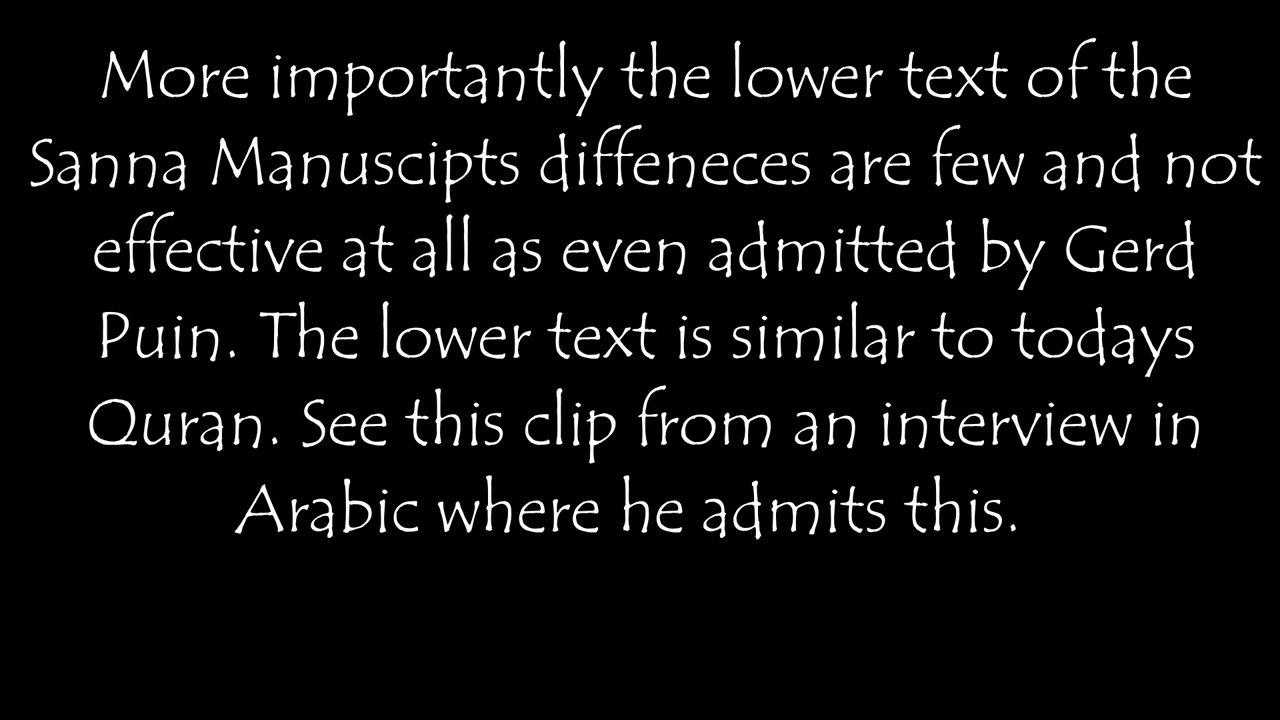 More importantly the lower text of the
Sanna Manuscipts diffeneces are few and not
effective at all as even admitted by Gerd
Puin. The lower text is similar to todays
Quran. See this clip from an interview in
Arabic where he admits this.